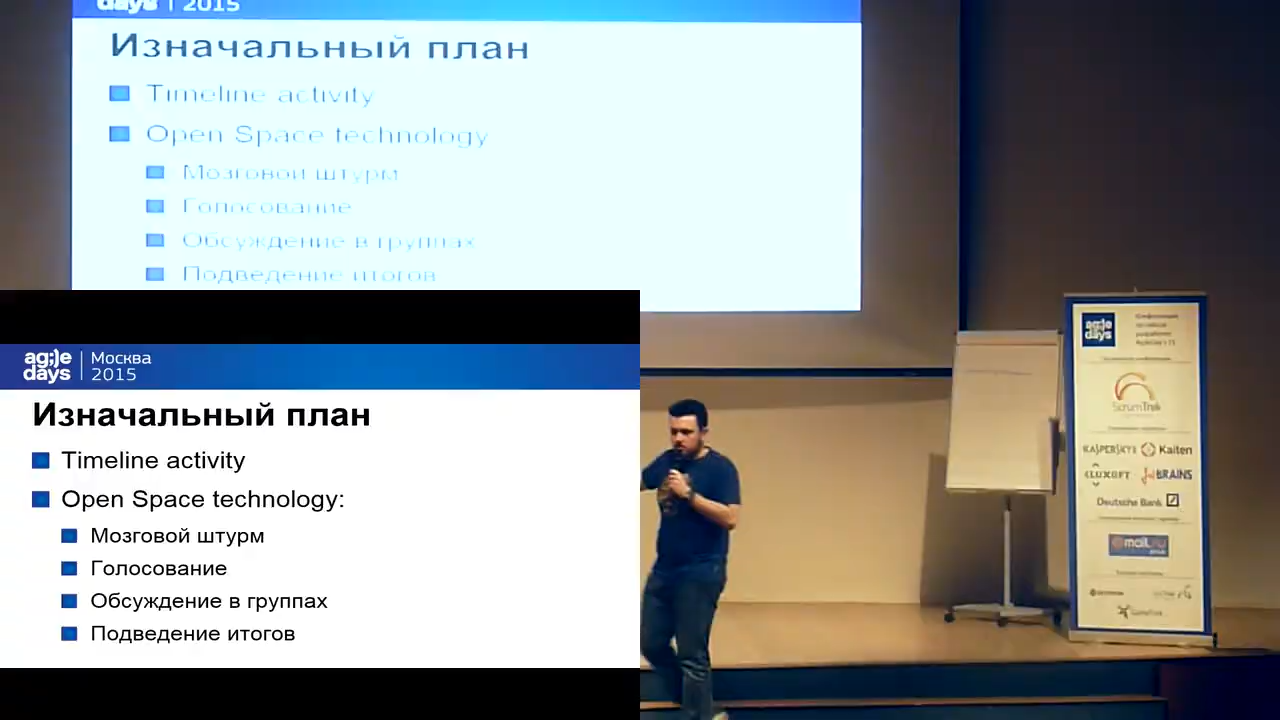 days | 2015
Изначальный план
Timeline activity
Open Space technology
Мозговой штурм
Голосование
Обсуждение в группах
Подведение итогов
ag;)e days | Москва 2015
Изначальный план
Timeline activity
Open Space technology:
Мозговой штурм
Голосование
Обсуждение в группах
Подведение итогов
ag;)e
days
ScrumTrek
KASPERSKY
Kaiten
LUXOFT
JetBRAINS
Deutsche Bank
@mail.ru